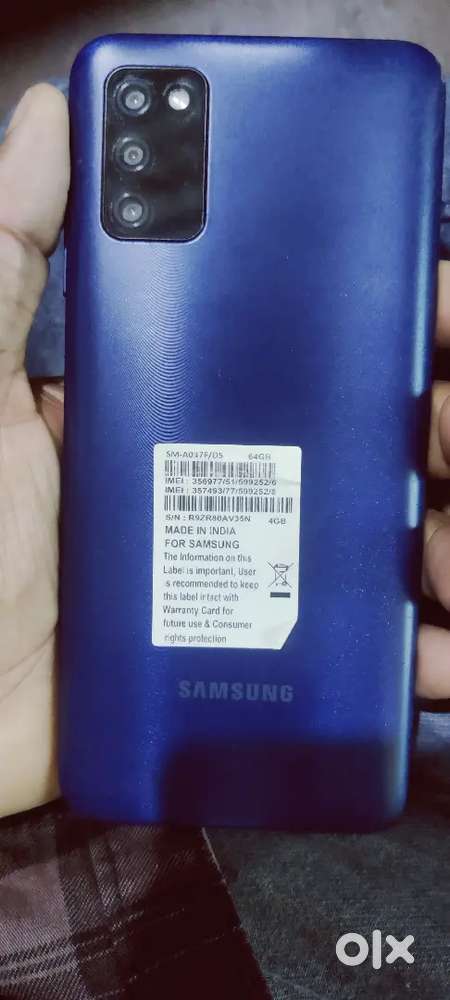 SM-A037F/DS 64GB
IMEI : 356977/51/599252/6
IMEI : 357493/77/599252/8
S/N : R9ZR80AV35N 4GB
MADE IN INDIA
FOR SAMSUNG
The Information on this
Label is important, User
is recommended to keep
this label intact with
Warranty Card for
future use & Consumer
rights protection
SAMSUNG
olx